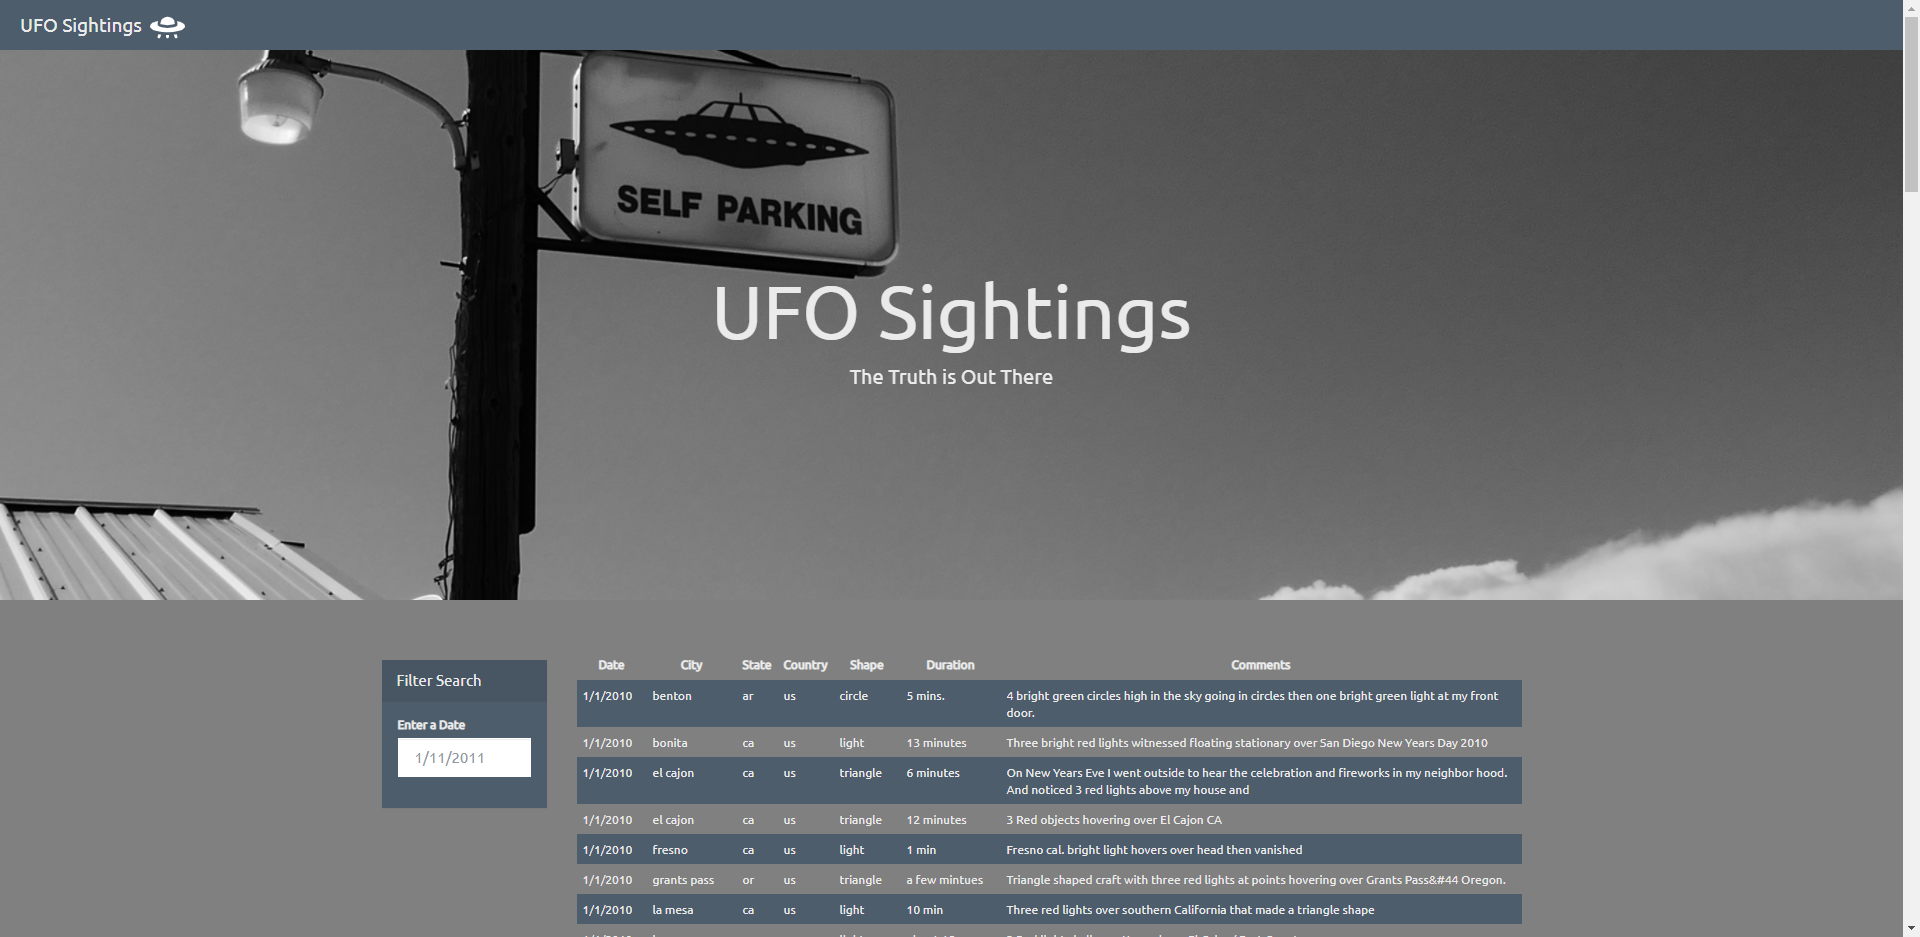 UFO Sightings
SELF PARKING
UFO Sightings
The Truth is Out There
Filter Search
Enter a Date
1/11/2011
Date City State Country Shape Duration Comments
1/1/2010 benton ar us circle 5 mins. 4 bright green circles high in the sky going in circles then one bright green light at my front
door.
1/1/2010 bonita ca us light 13 minutes Three bright red lights witnessed floating stationary over San Diego New Years Day 2010
1/1/2010 el cajon ca us triangle 6 minutes On New Years Eve I went outside to hear the celebration and fireworks in my neighbor hood.
And noticed 3 red lights above my house and
1/1/2010 el cajon ca us triangle 12 minutes 3 Red objects hovering over El Cajon CA
1/1/2010 fresno ca us light 1 min Fresno cal. bright light hovers over head then vanished
1/1/2010 grants pass or us triangle a few mintues Triangle shaped craft with three red lights at points hovering over Grants Pass&#44 Oregon.
1/1/2010 la mesa ca us light 10 min Three red lights over southern California that made a triangle shape